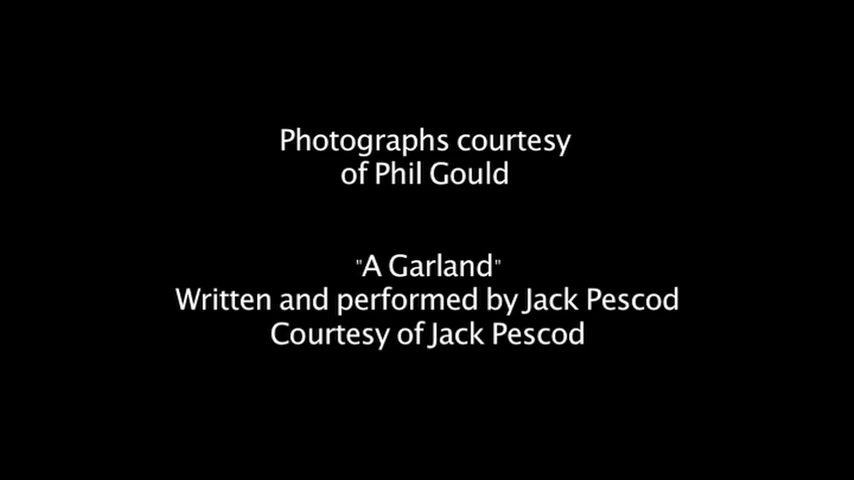 Photographs courtesy
of Phil Gould
"A Garland"
Written and performed by Jack Pescod
Courtesy of Jack Pescod